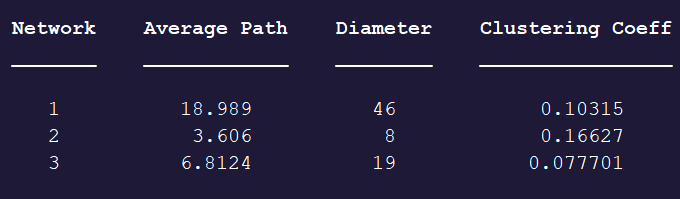 Network Average Path Diameter Clustering Coeff
1 18.989 46 0.10315
2 3.606 8 0.16627
3 6.8124 19 0.077701